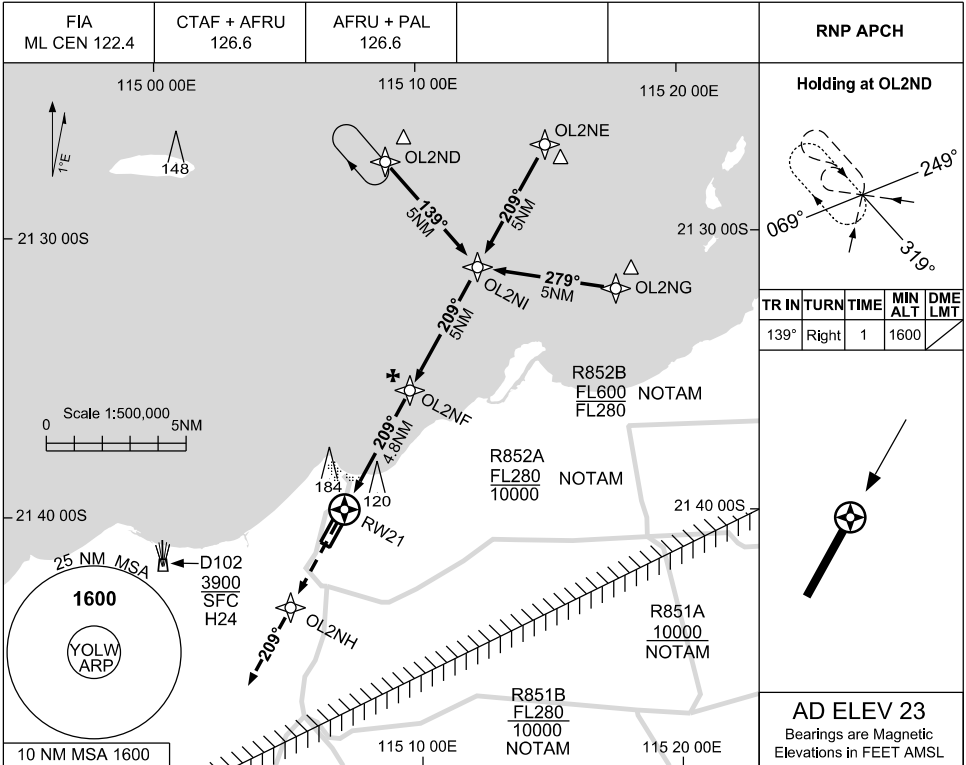 FIA
ML CEN 122.4
CTAF + AFRU
126.6
AFRU + PAL
126.6
RNP APCH
115 00 00E
115 10 00E
115 20 00E
1°E
148
OL2ND
OL2NE
139°
5NM
209°
5NM
21 30 00S
21 30 00S
279°
5NM
OL2NG
OL2NI
209°
5NM
OL2NF
R852B
FL600
FL280
NOTAM
Scale 1:500,000
0
5NM
209°
4.8NM
R852A
FL280
10000
NOTAM
184
120
RW21
21 40 00S
21 40 00S
25 NM MSA
1600
YOLW
ARP
D102
3900
SFC
H24
OL2NH
209°
R851A
10000
NOTAM
R851B
FL280
10000
NOTAM
10 NM MSA 1600
115 10 00E
115 20 00E
Holding at OL2ND
249°
069°
319°
TR IN TURN TIME MIN ALT DME LMT
139° Right 1 1600
AD ELEV 23
Bearings are Magnetic
Elevations in FEET AMSL